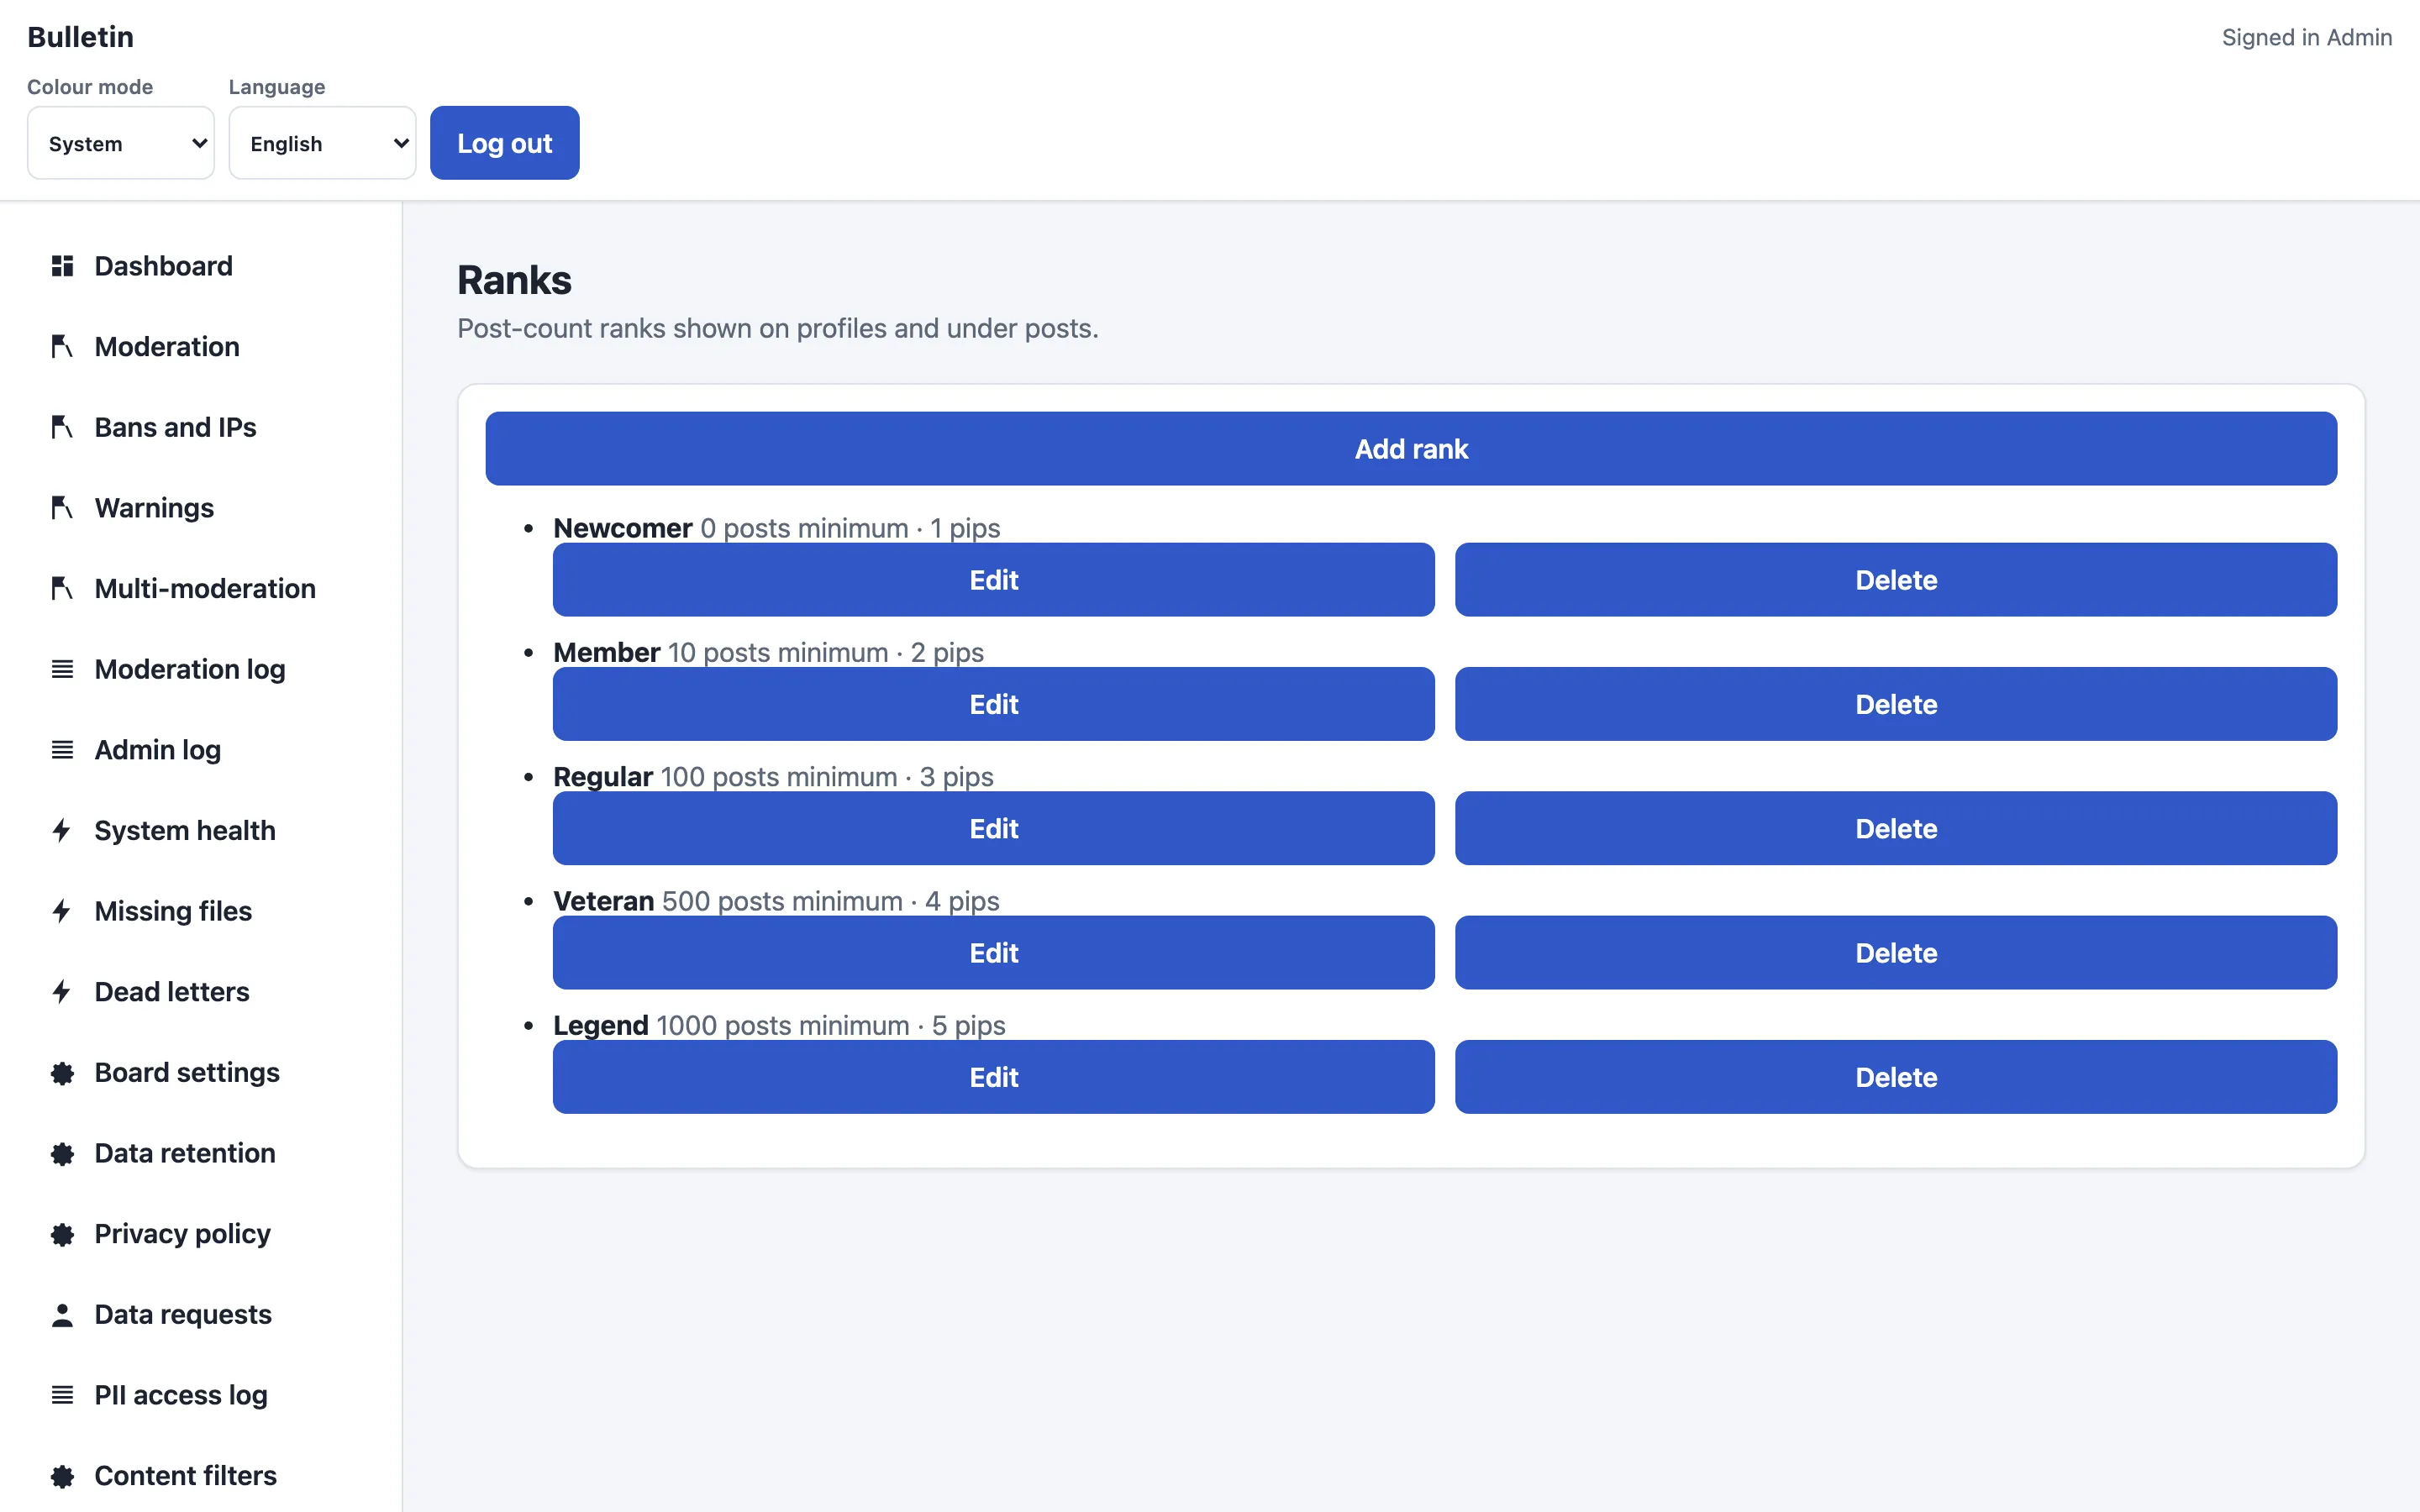 Bulletin
Signed in Admin
Colour mode
Language
System
English
Log out
Dashboard
Moderation
Bans and IPs
Warnings
Multi-moderation
Moderation log
Admin log
System health
Missing files
Dead letters
Board settings
Data retention
Privacy policy
Data requests
PII access log
Content filters
Ranks
Post-count ranks shown on profiles and under posts.
Add rank
Newcomer 0 posts minimum · 1 pips
Edit
Delete
Member 10 posts minimum · 2 pips
Edit
Delete
Regular 100 posts minimum · 3 pips
Edit
Delete
Veteran 500 posts minimum · 4 pips
Edit
Delete
Legend 1000 posts minimum · 5 pips
Edit
Delete